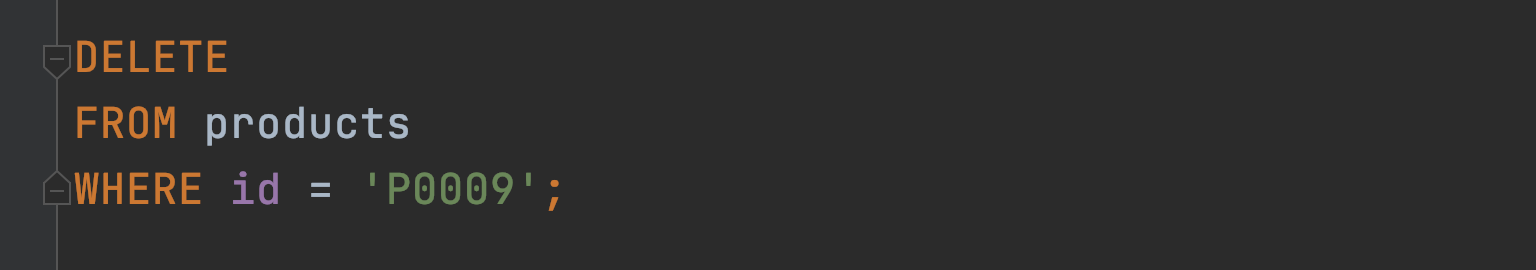 DELETE
FROM products
WHERE id = 'P0009';